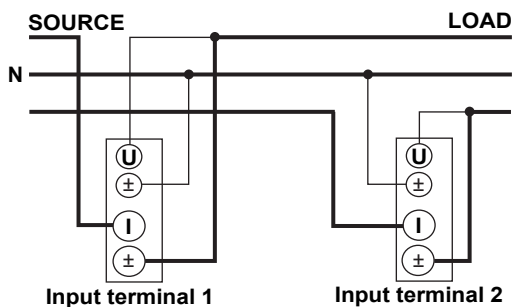 SOURCE LOAD
N
U U
± ±
I I
± ±
Input terminal 1 Input terminal 2